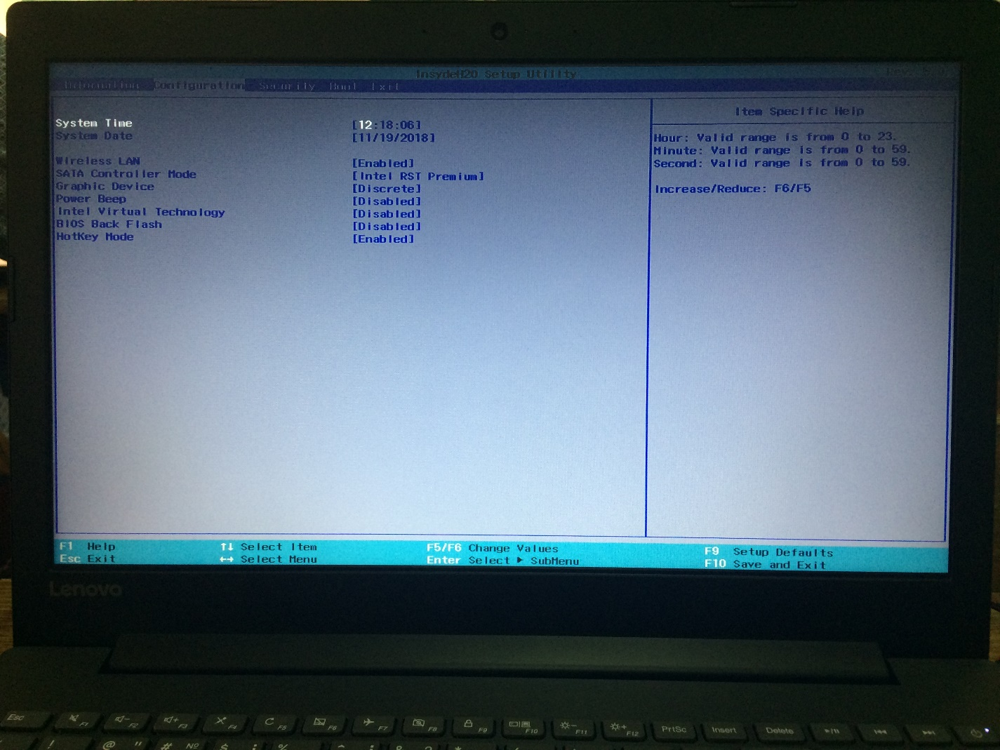 InsydeH20 Setup Utility
Information Configuration Security Boot Exit
Item Specific Help
System Time [12:18:06]
System Date [11/19/2018]
Wireless LAN [Enabled]
SATA Controller Mode [Intel RST Premium]
Graphic Device [Discrete]
Power Beep [Disabled]
Intel Virtual Technology [Disabled]
BIOS Back Flash [Disabled]
HotKey Mode [Enabled]
Hour: Valid range is from 0 to 23.
Minute: Valid range is from 0 to 59.
Second: Valid range is from 0 to 59.
Increase/Reduce: F6/F5
F1 Help ↑↓ Select Item F5/F6 Change Values F9 Setup Defaults
Esc Exit ←→ Select Menu Enter Select ▶ SubMenu F10 Save and Exit
Lenovo
Esc F1 F2 F3 F4 F5 F6 F7 F8 F9 F10 F11 F12 PrtSc Insert Delete
! @ " # № $ ; %